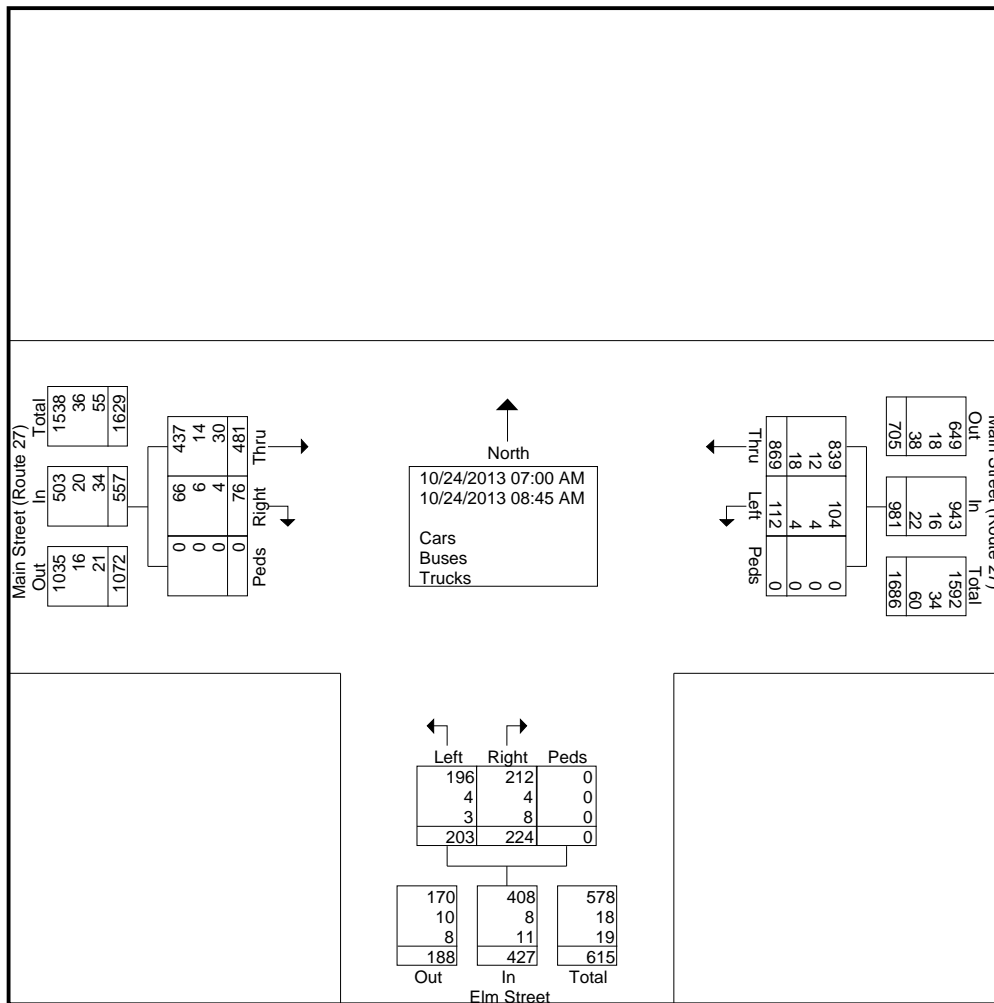 Main Street (Route 27)
Out In Total
1035 503 1538
16 20 36
21 34 55
1072 557 1629
0 66 437
0 6 14
0 4 30
0 76 481
Peds Right Thru
North
10/24/2013 07:00 AM
10/24/2013 08:45 AM
Cars
Buses
Trucks
Main Street (Route 27)
Out In Total
649 943 1592
18 16 34
38 22 60
705 981 1686
839 104 0
12 4 0
18 4 0
869 112 0
Thru Left Peds
Left Right Peds
196 212 0
4 4 0
3 8 0
203 224 0
170 408 578
10 8 18
8 11 19
188 427 615
Out In Total
Elm Street